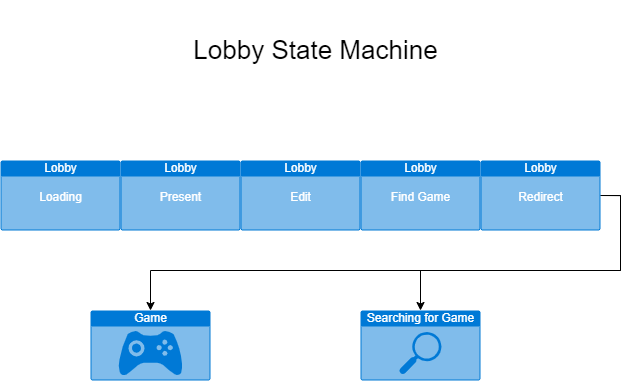 Lobby State Machine
Lobby Lobby Lobby Lobby Lobby
Loading Present Edit Find Game Redirect
Game Searching for Game